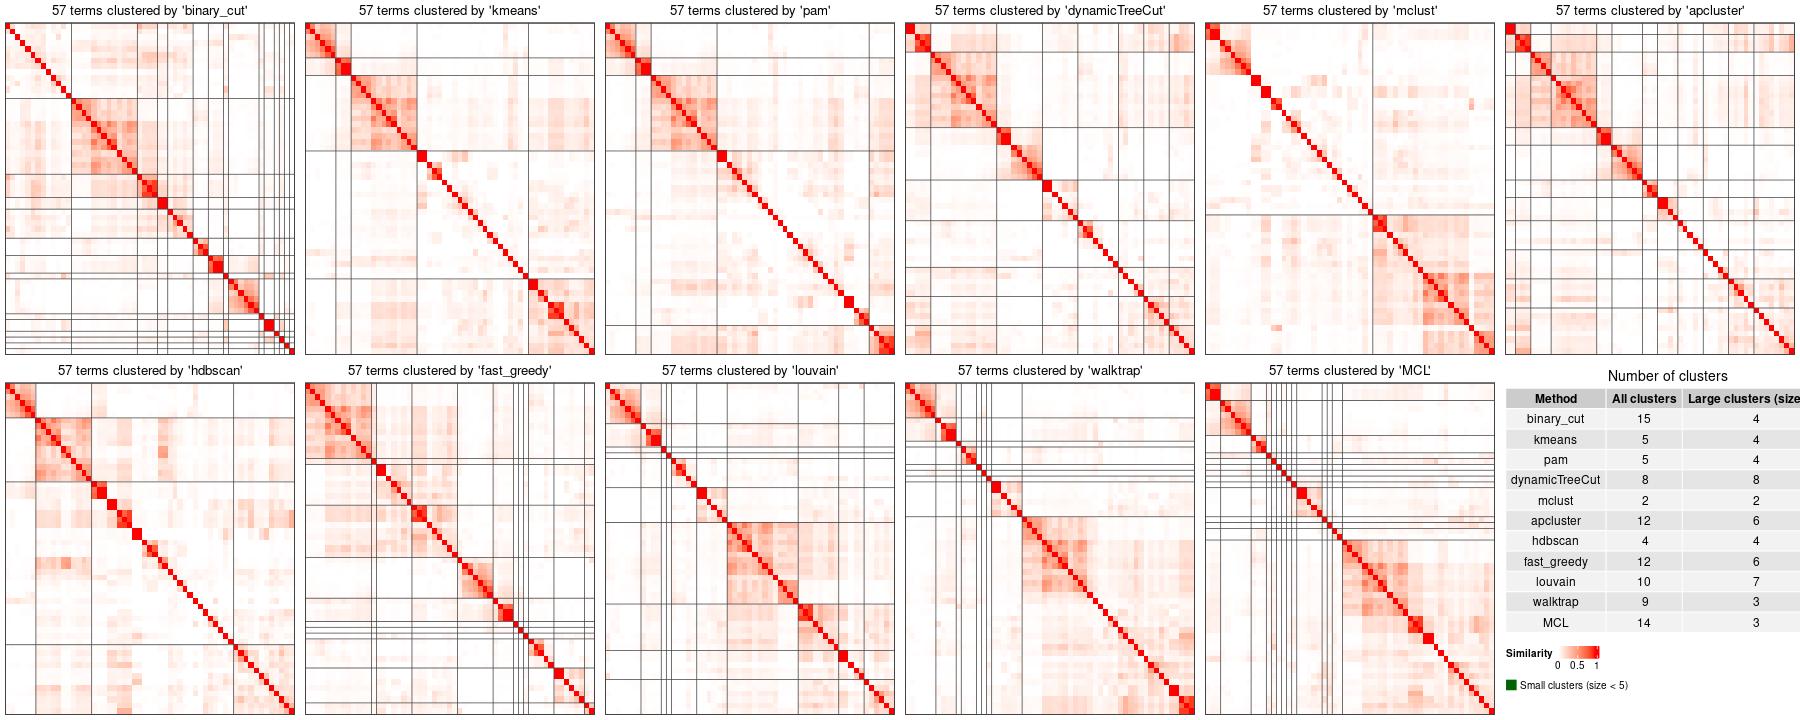 57 terms clustered by 'binary_cut'
57 terms clustered by 'kmeans'
57 terms clustered by 'pam'
57 terms clustered by 'dynamicTreeCut'
57 terms clustered by 'mclust'
57 terms clustered by 'apcluster'
57 terms clustered by 'hdbscan'
57 terms clustered by 'fast_greedy'
57 terms clustered by 'louvain'
57 terms clustered by 'walktrap'
57 terms clustered by 'MCL'
Number of clusters
Method All clusters Large clusters (size
binary_cut 15 4
kmeans 5 4
pam 5 4
dynamicTreeCut 8 8
mclust 2 2
apcluster 12 6
hdbscan 4 4
fast_greedy 12 6
louvain 10 7
walktrap 9 3
MCL 14 3
Similarity
0 0.5 1
Small clusters (size < 5)